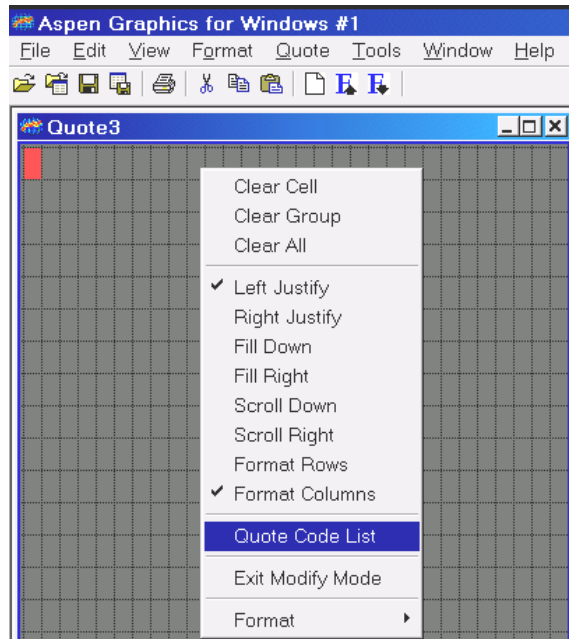 Aspen Graphics for Windows #1
File Edit View Format Quote Tools Window Help
Quote3
Clear Cell
Clear Group
Clear All
Left Justify
Right Justify
Fill Down
Fill Right
Scroll Down
Scroll Right
Format Rows
Format Columns
Quote Code List
Exit Modify Mode
Format